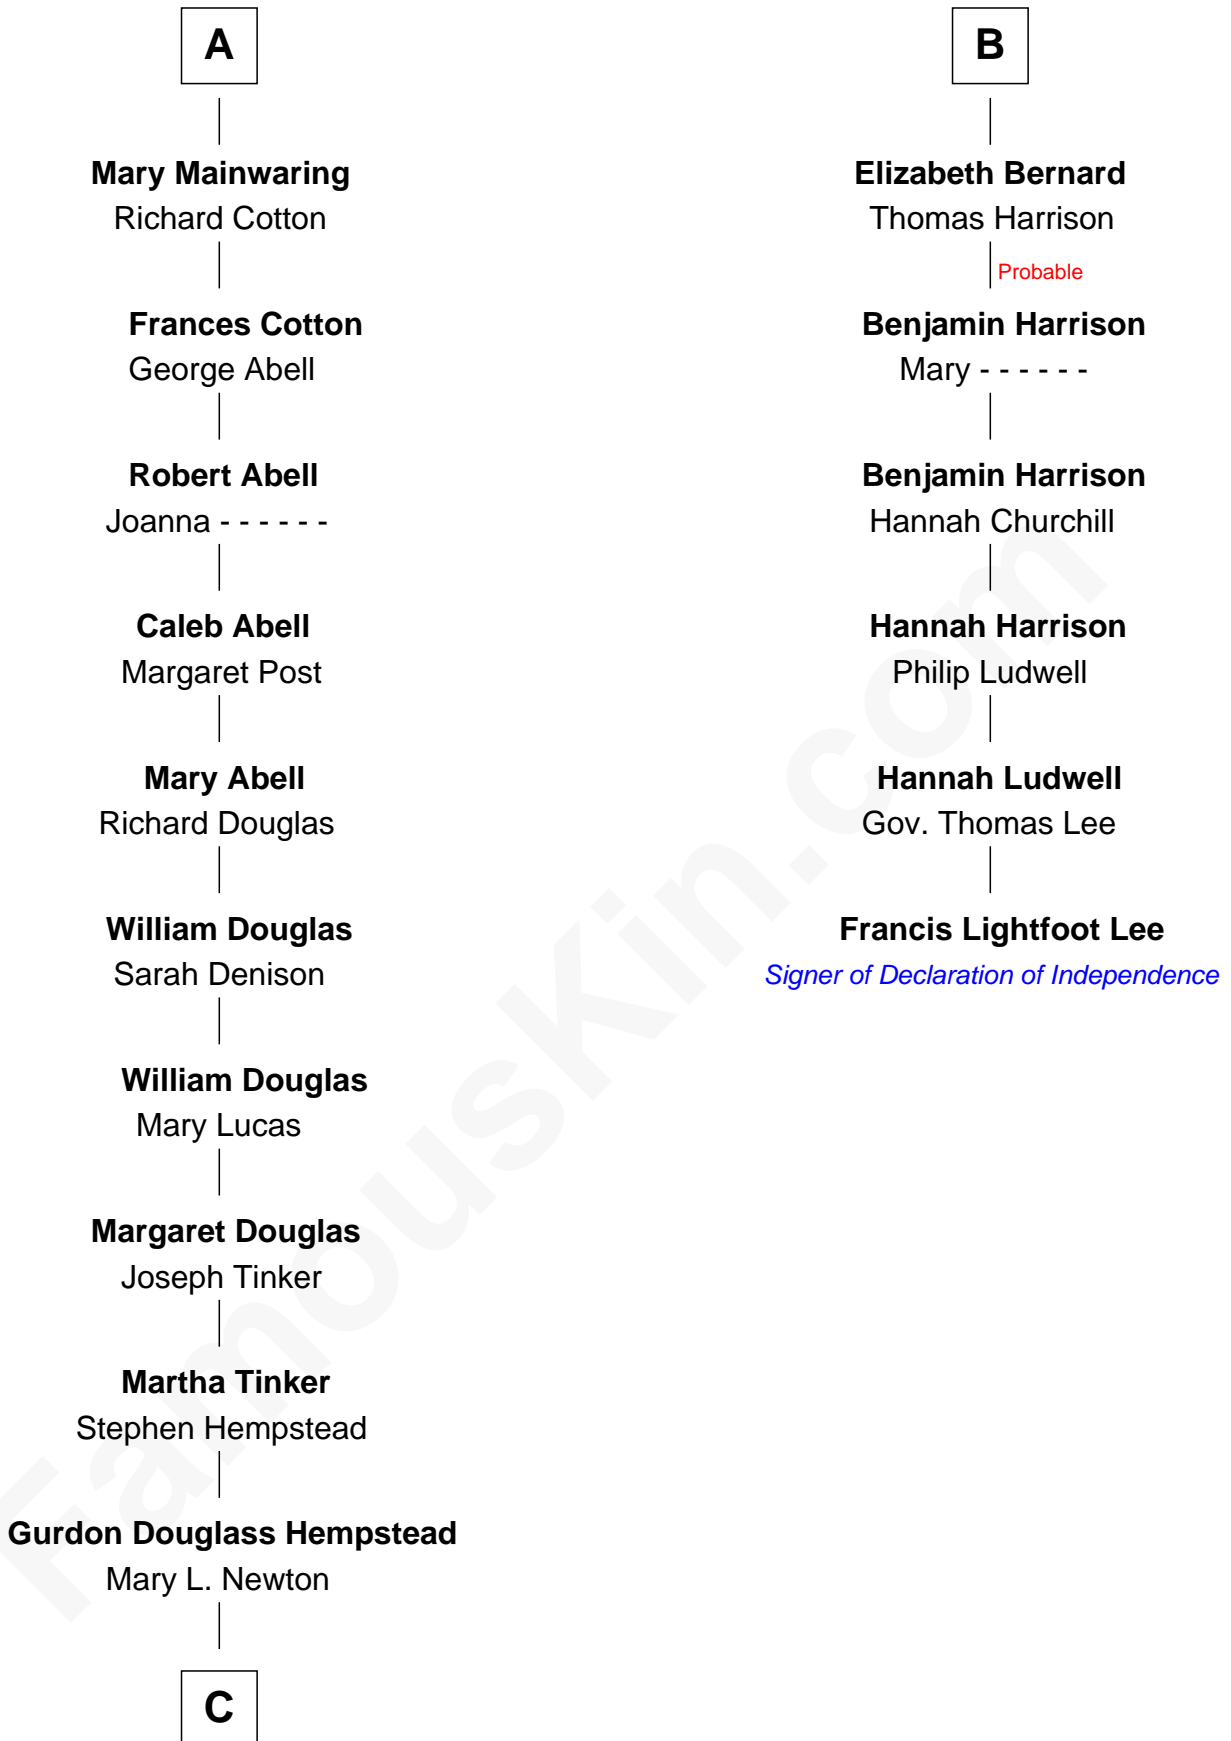 A
Mary Mainwaring
Richard Cotton
Frances Cotton
George Abell
Robert Abell
Joanna - - - - - -
Caleb Abell
Margaret Post
Mary Abell
Richard Douglas
William Douglas
Sarah Denison
William Douglas
Mary Lucas
Margaret Douglas
Joseph Tinker
Martha Tinker
Stephen Hempstead
Gurdon Douglass Hempstead
Mary L. Newton
C
B
Elizabeth Bernard
Thomas Harrison
Probable
Benjamin Harrison
Mary - - - - - -
Benjamin Harrison
Hannah Churchill
Hannah Harrison
Philip Ludwell
Hannah Ludwell
Gov. Thomas Lee
Francis Lightfoot Lee
Signer of Declaration of Independence
FamousKin.com